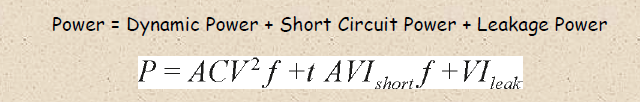 Power = Dynamic Power + Short Circuit Power + Leakage Power
P = ACV²f +t AVI_short f +VI_leak